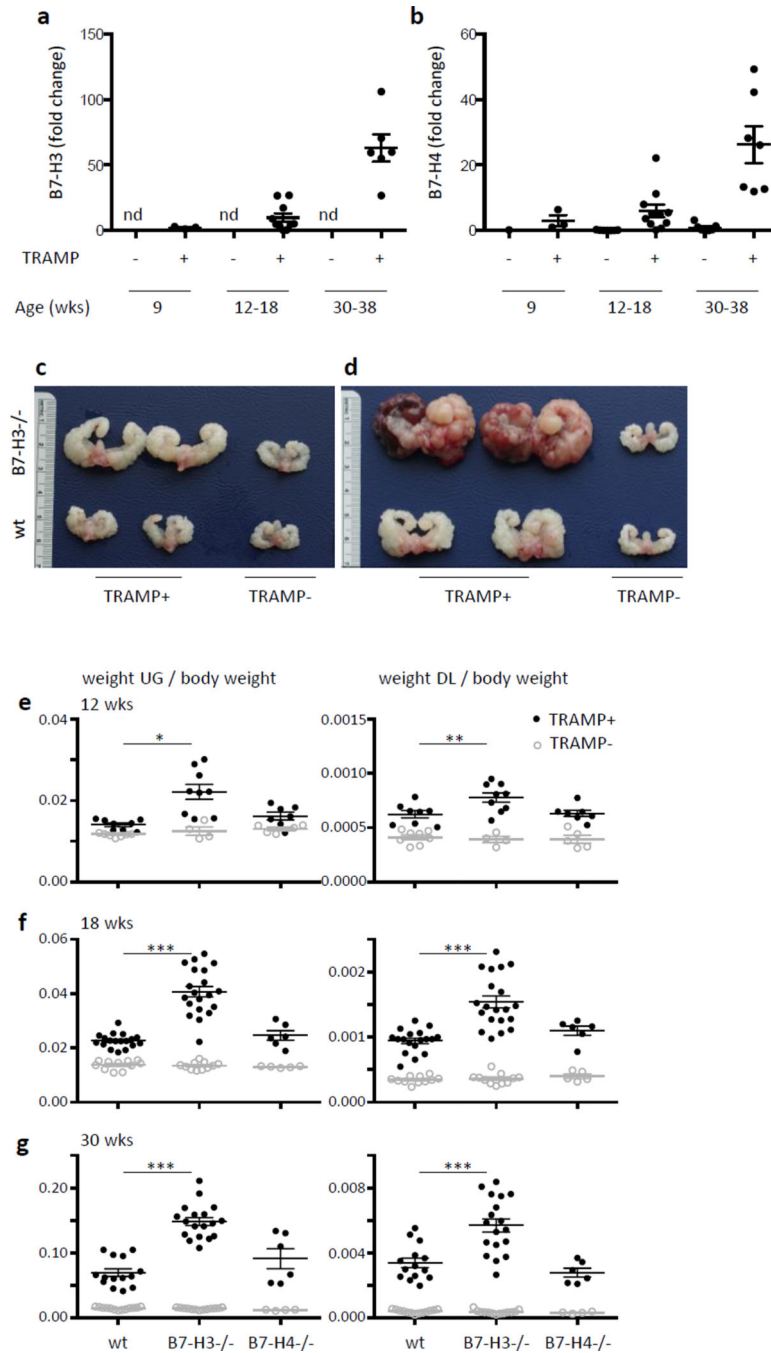 a
b
B7-H3 (fold change)
150
100
50
0
nd
nd
nd
B7-H4 (fold change)
60
40
20
0
TRAMP
- + - + - +
- + - + - +
Age (wks)
9 12-18 30-38
9 12-18 30-38
c
d
B7-H3-/-
wt
TRAMP+ TRAMP-
TRAMP+ TRAMP-
weight UG / body weight
weight DL / body weight
e
12 wks
0.04
0.02
0.00
*
0.0015
0.0010
0.0005
0.0000
**
TRAMP+
TRAMP-
f
18 wks
0.06
0.04
0.02
0.00
***
0.002
0.001
0.000
***
g
30 wks
0.20
0.10
0.00
***
0.008
0.004
0.000
***
wt B7-H3-/- B7-H4-/-
wt B7-H3-/- B7-H4-/-